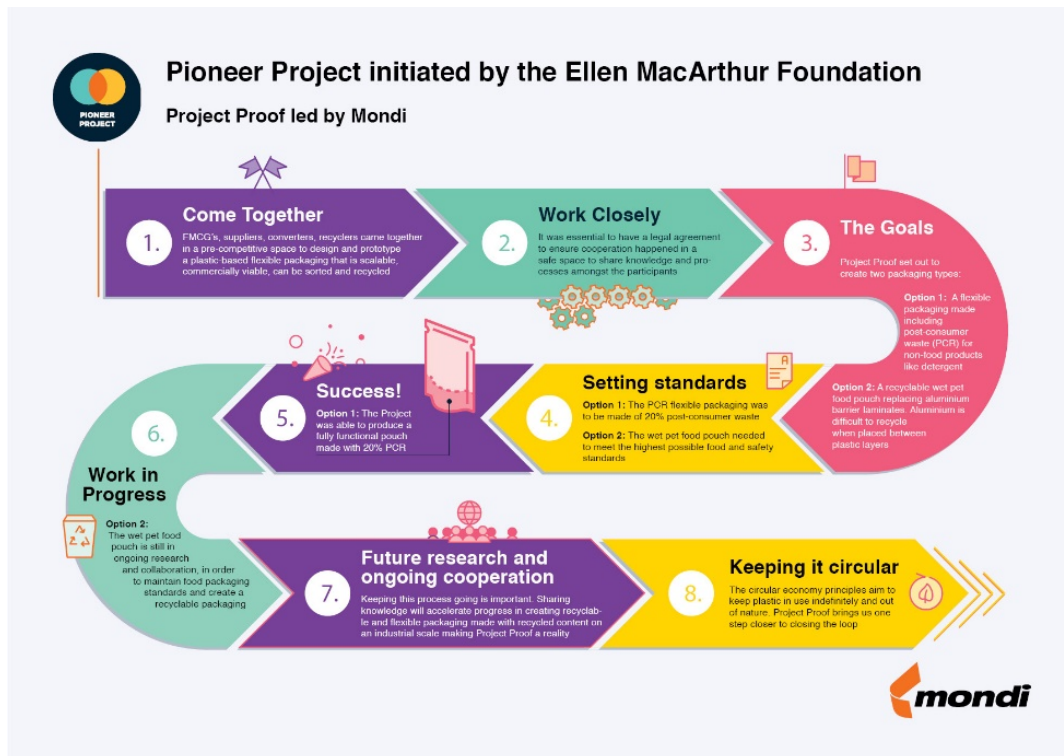 Pioneer Project initiated by the Ellen MacArthur Foundation
PIONEER
PROJECT
Project Proof led by Mondi
1.
Come Together
FMCG's, suppliers, converters, recyclers came together
in a pre-competitive space to design and prototype
a plastic-based flexible packaging that is scalable,
commercially viable, can be sorted and recycled
2.
Work Closely
It was essential to have a legal agreement
to ensure cooperation happened in a
safe space to share knowledge and pro-
cesses amongst the participants
3.
The Goals
Project Proof set out to
create two packaging types:
Option 1: A flexible
packaging made
including
post-consumer
waste (PCR) for
non-food products
like detergent
Option 2: A recyclable wet pet
food pouch replacing aluminium
barrier laminates. Aluminium is
difficult to recycle
when placed between
plastic layers
A
4.
Setting standards
Option 1: The PCR flexible packaging was
to be made of 20% post-consumer waste
Option 2: The wet pet food pouch needed
to meet the highest possible food and safety
standards
5.
Success!
Option 1: The Project
was able to produce a
fully functional pouch
made with 20% PCR
6.
Work in
Progress
Option 2:
The wet pet food
pouch is still in
ongoing research
and collaboration, in order
to maintain food packaging
standards and create a
recyclable packaging
7.
Future research and
ongoing cooperation
Keeping this process going is important. Sharing
knowledge will accelerate progress in creating recyclab-
le and flexible packaging made with recycled content on
an industrial scale making Project Proof a reality
8.
Keeping it circular
The circular economy principles aim to
keep plastic in use indefinitely and out
of nature. Project Proof brings us one
step closer to closing the loop
mondi